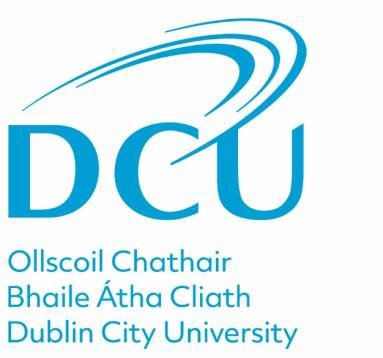 DCU
Ollscoil Chathair
Bhaile Átha Cliath
Dublin City University